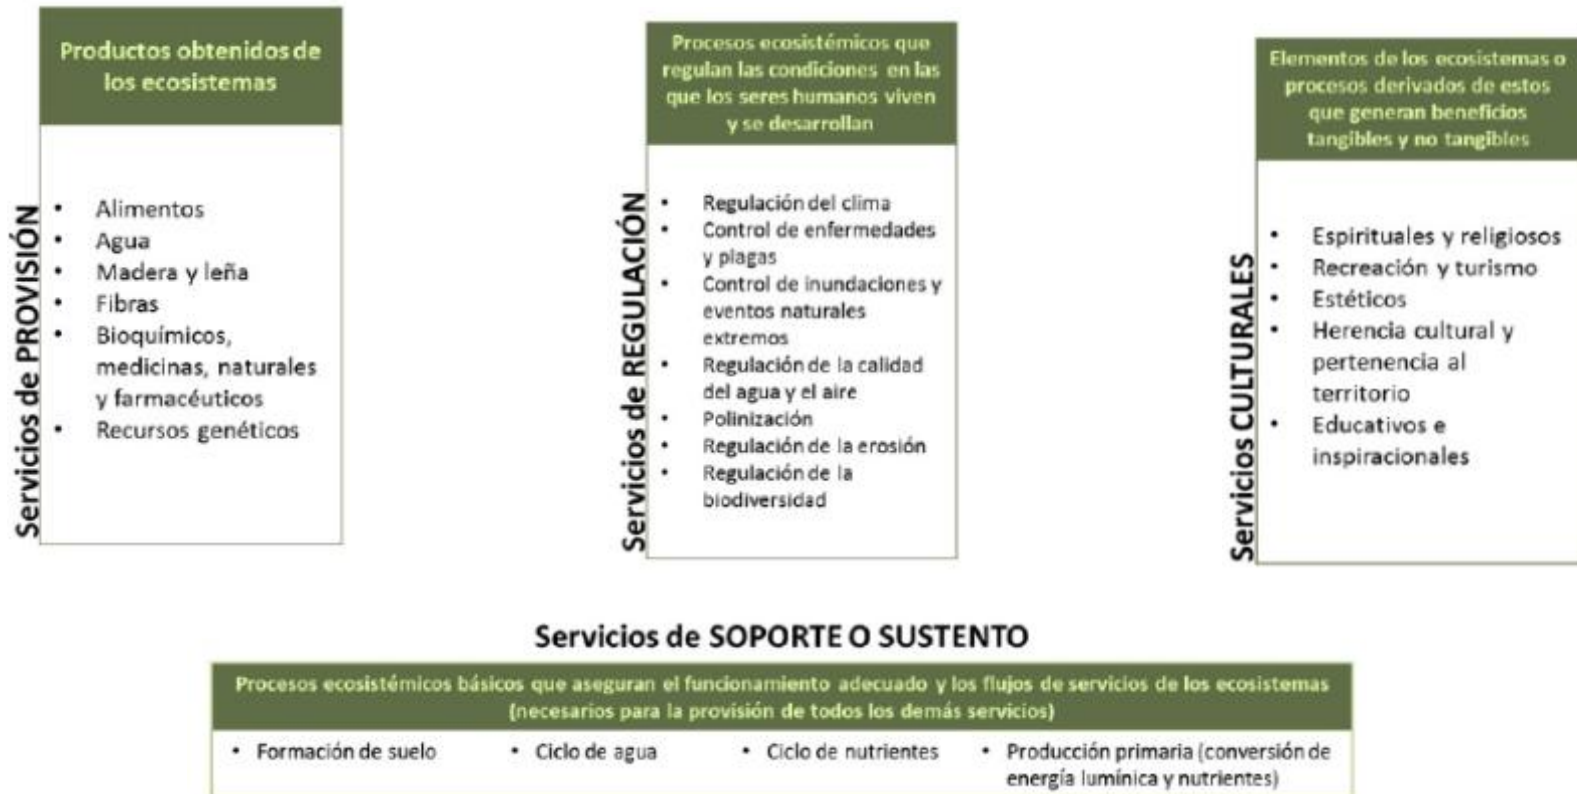 Servicios de PROVISIÓN
Productos obtenidos de
los ecosistemas
• Alimentos
• Agua
• Madera y leña
• Fibras
• Bioquímicos,
medicinas, naturales
y farmacéuticos
• Recursos genéticos
Servicios de REGULACIÓN
Procesos ecosistémicos que
regulan las condiciones en las
que los seres humanos viven
y se desarrollan
• Regulación del clima
• Control de enfermedades
y plagas
• Control de inundaciones y
eventos naturales
extremos
• Regulación de la calidad
del agua y el aire
• Polinización
• Regulación de la erosión
• Regulación de la
biodiversidad
Servicios CULTURALES
Elementos de los ecosistemas o
procesos derivados de estos
que generan beneficios
tangibles y no tangibles
• Espirituales y religiosos
• Recreación y turismo
• Estéticos
• Herencia cultural y
pertenencia al
territorio
• Educativos e
inspiracionales
Servicios de SOPORTE O SUSTENTO
Procesos ecosistémicos básicos que aseguran el funcionamiento adecuado y los flujos de servicios de los ecosistemas
(necesarios para la provisión de todos los demás servicios)
• Formación de suelo
• Ciclo de agua
• Ciclo de nutrientes
• Producción primaria (conversión de
energía lumínica y nutrientes)